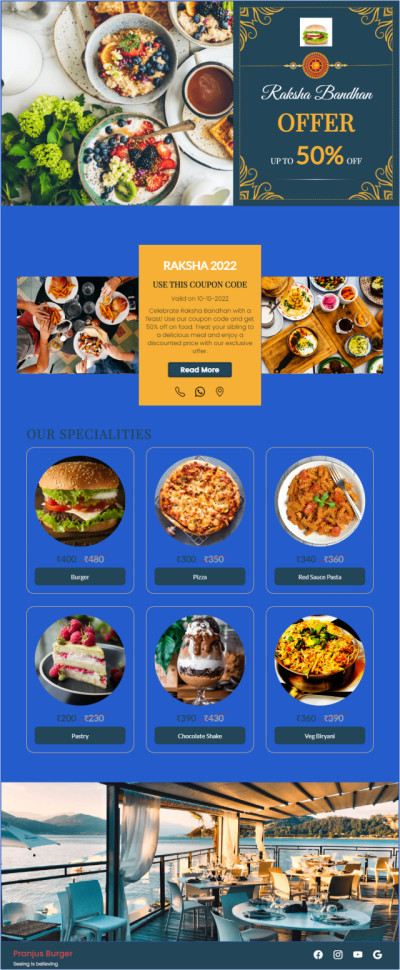 Raksha Bandhan
OFFER
UP TO 50% OFF
RAKSHA 2022
USE THIS COUPON CODE
Valid on 10-10-2022
Celebrate Raksha Bandhan with a
feast! Use our coupon code and get
50% off on food. Treat your sibling to
a delicious meal and enjoy a
discounted price with our exclusive
offer.
Read More
OUR SPECIALITIES
₹400 ₹480
Burger
₹300 ₹350
Pizza
₹340 ₹360
Red Sauce Pasta
₹200 ₹230
Pastry
₹390 ₹430
Chocolate Shake
₹360 ₹390
Veg Biryani
Pranjus Burger
Seeing is believing